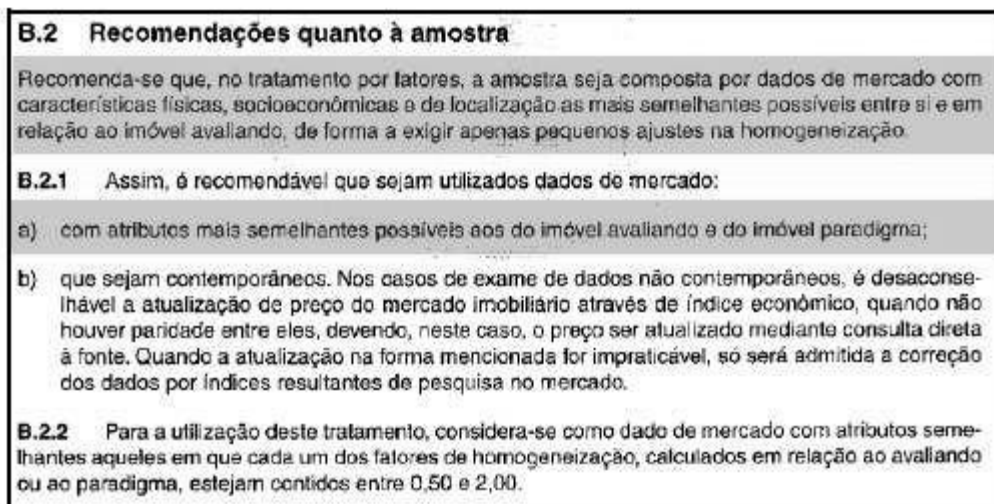 B.2 Recomendações quanto à amostra
Recomenda-se que, no tratamento por fatores, a amostra seja composta por dados de mercado com
características físicas, socioeconômicas e de localização as mais semelhantes possíveis entre si e em
relação ao imóvel avaliando, de forma a exigir apenas pequenos ajustes na homogeneização.
B.2.1 Assim, é recomendável que sejam utilizados dados de mercado:
a) com atributos mais semelhantes possíveis aos do imóvel avaliando e do imóvel paradigma;
b) que sejam contemporâneos. Nos casos de exame de dados não contemporâneos, é desaconse-
lhável a atualização de preço do mercado imobiliário através de índice econômico, quando não
houver paridade entre eles, devendo, neste caso, o preço ser atualizado mediante consulta direta
à fonte. Quando a atualização na forma mencionada for impraticável, só será admitida a correção
dos dados por índices resultantes de pesquisa no mercado.
B.2.2 Para a utilização deste tratamento, considera-se como dado de mercado com atributos seme-
lhantes aqueles em que cada um dos fatores de homogeneização, calculados em relação ao avaliando
ou ao paradigma, estejam contidos entre 0,50 e 2,00.